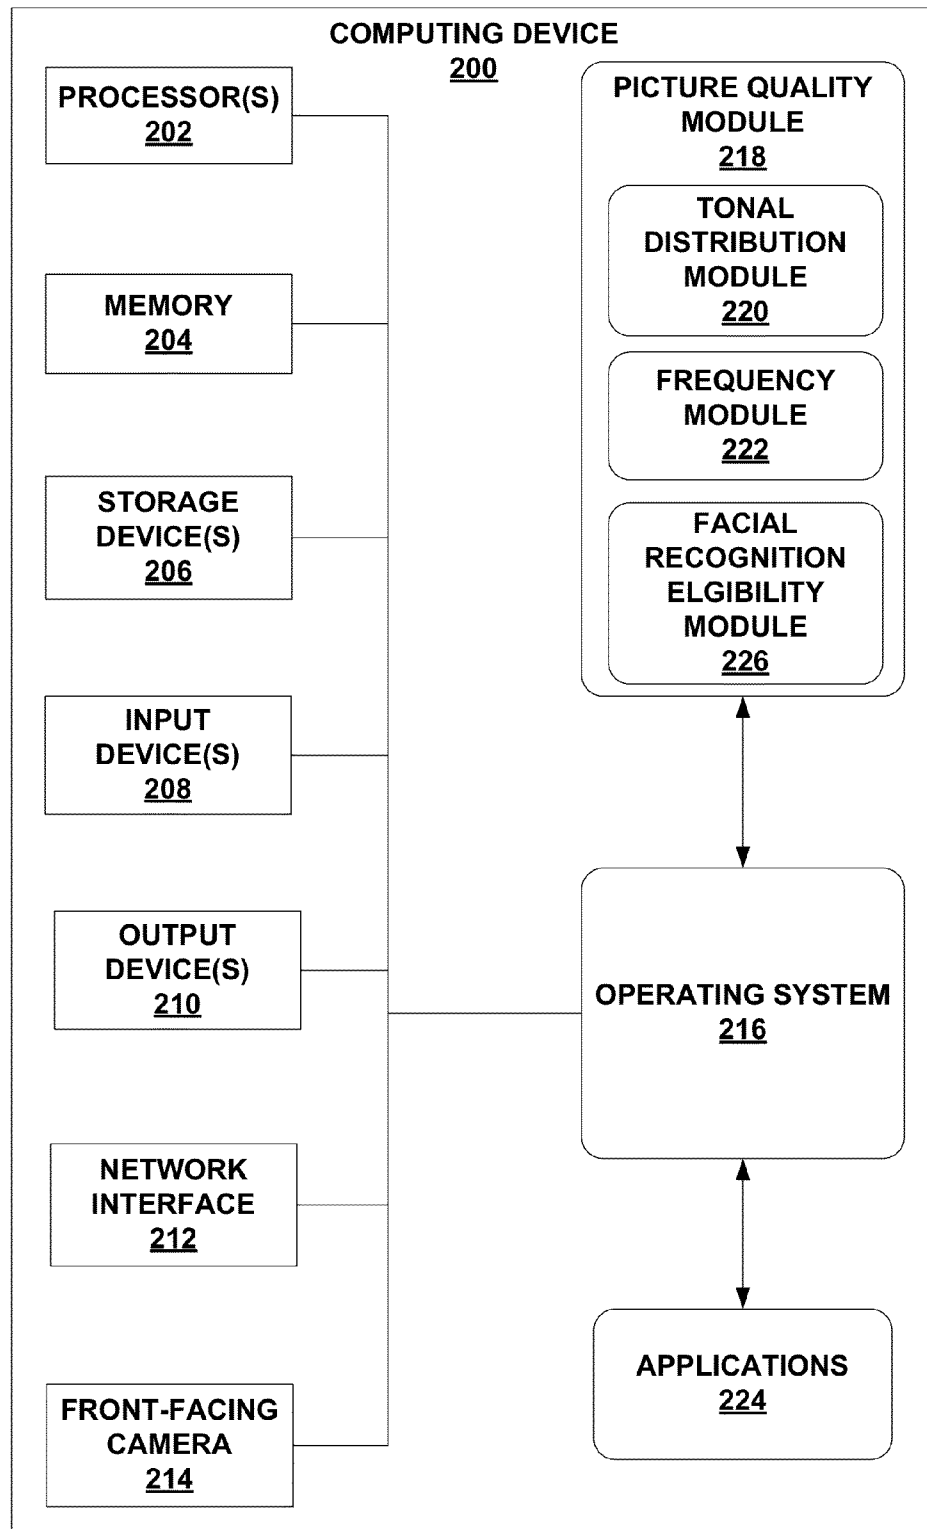 COMPUTING DEVICE
200
PROCESSOR(S)
202
MEMORY
204
STORAGE
DEVICE(S)
206
INPUT
DEVICE(S)
208
OUTPUT
DEVICE(S)
210
NETWORK
INTERFACE
212
FRONT-FACING
CAMERA
214
PICTURE QUALITY
MODULE
218
TONAL
DISTRIBUTION
MODULE
220
FREQUENCY
MODULE
222
FACIAL
RECOGNITION
ELGIBILITY
MODULE
226
OPERATING SYSTEM
216
APPLICATIONS
224